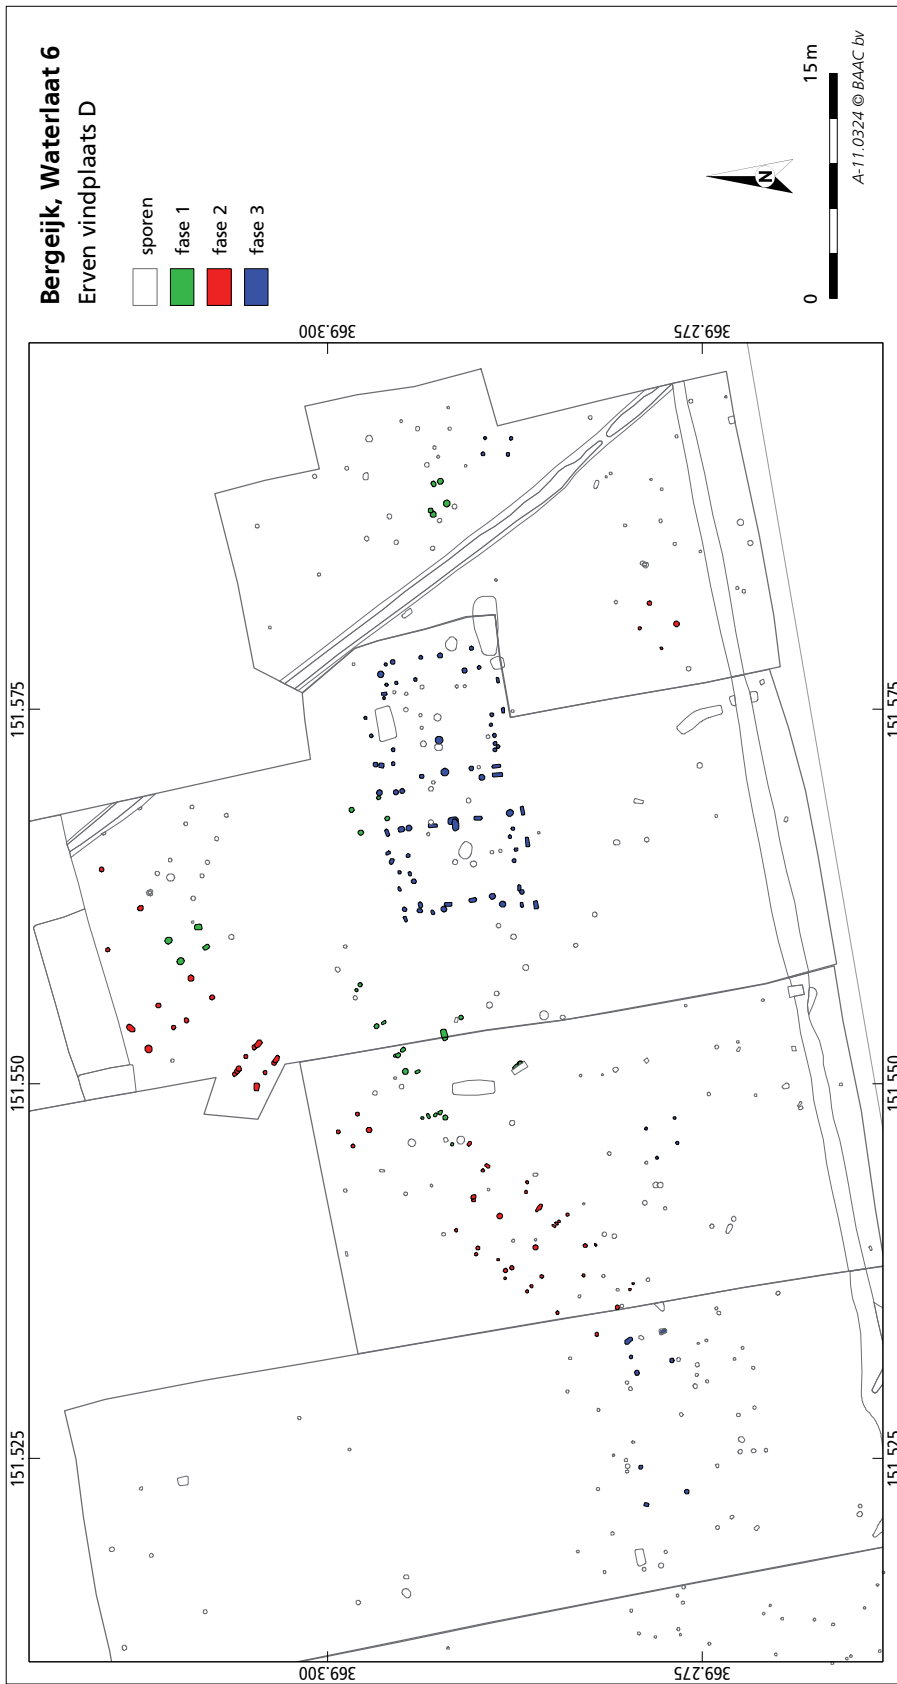 Bergeijk, Waterlaat 6
Erven vindplaats D
sporen
fase 1
fase 2
fase 3
N
0
15 m
A-11.0324 © BAAC bv
369.300
369.275
151.575
151.575
151.550
151.550
151.525
151.525
369.300
369.275